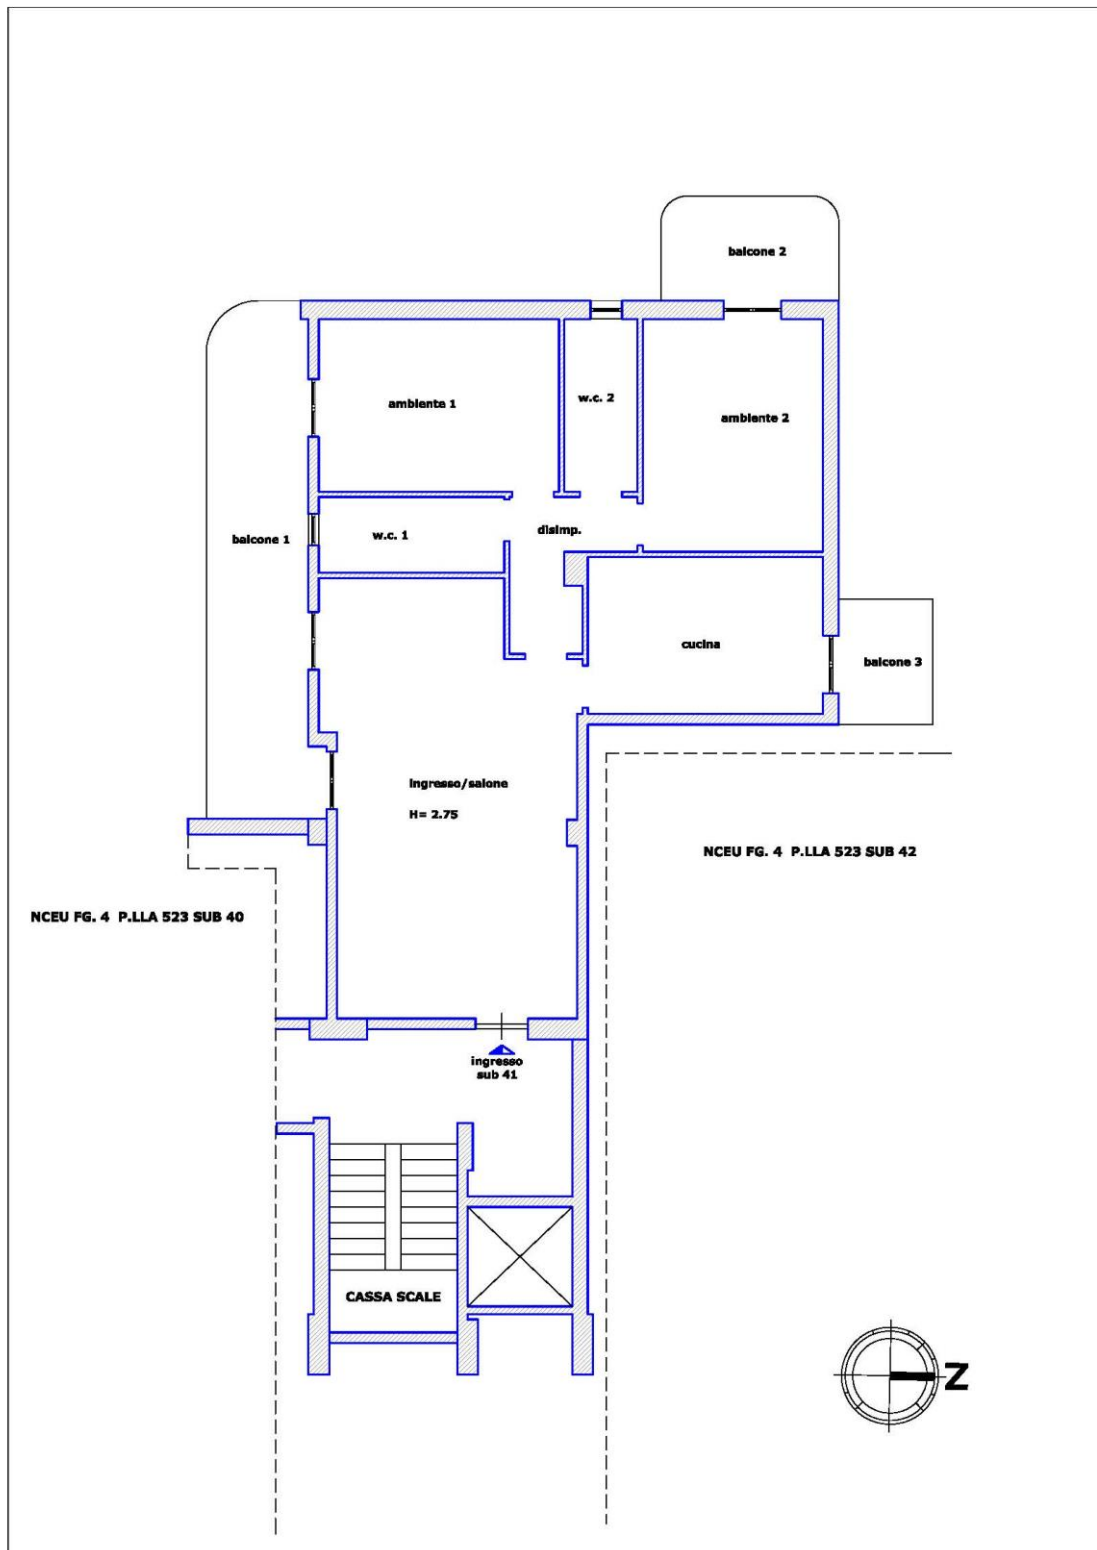 balcone 2
ambiente 1
w.c. 2
ambiente 2
balcone 1
w.c. 1
disimp.
cucina
balcone 3
ingresso/salone
H= 2.75
NCEU FG. 4 P.LLA 523 SUB 42
NCEU FG. 4 P.LLA 523 SUB 40
ingresso
sub 41
CASSA SCALE
N